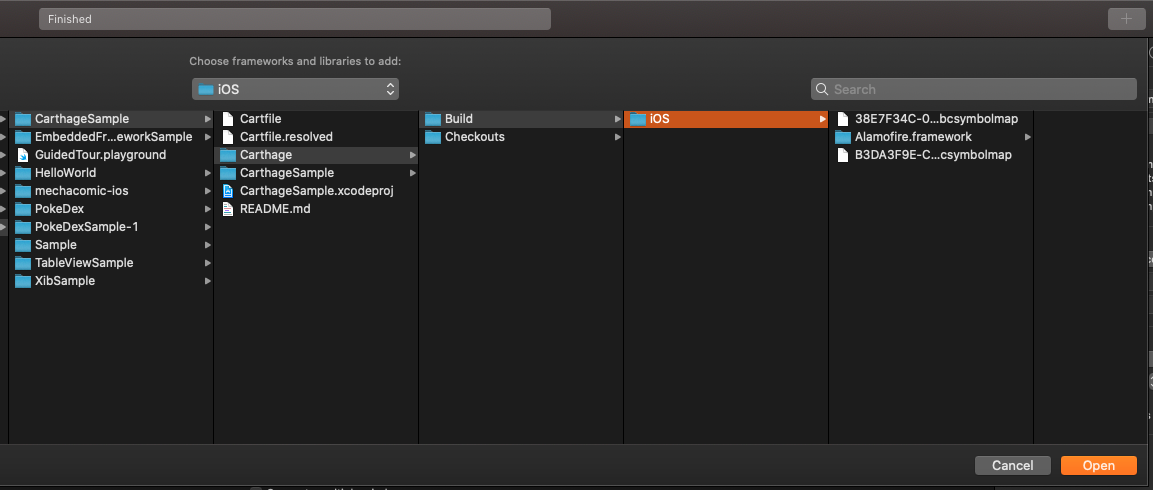 Finished
Choose frameworks and libraries to add:
iOS
Search
CarthageSample
EmbeddedFr...eworkSample
GuidedTour.playground
HelloWorld
mechacomic-ios
PokeDex
PokeDexSample-1
Sample
TableViewSample
XibSample
Cartfile
Cartfile.resolved
Carthage
CarthageSample
CarthageSample.xcodeproj
README.md
Build
Checkouts
iOS
38E7F34C-0...bcsymbolmap
Alamofire.framework
B3DA3F9E-C...csymbolmap
Cancel
Open